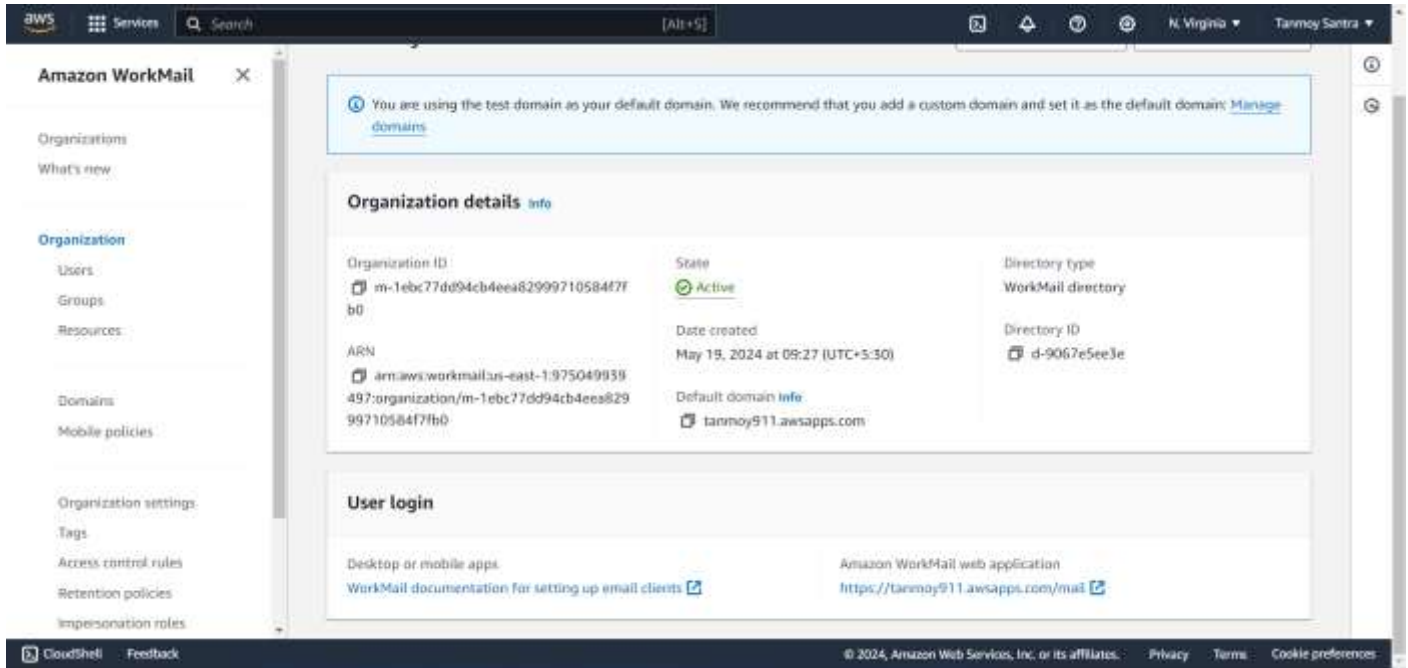 aws
Services
Search
[Alt+S]
N. Virginia
Tanmoy Santra
Amazon WorkMail
Organizations
What's new
Organization
Users
Groups
Resources
Domains
Mobile policies
Organization settings
Tags
Access control rules
Retention policies
Impersonation roles
You are using the test domain as your default domain. We recommend that you add a custom domain and set it as the default domain: Manage
domains
Organization details Info
Organization ID
m-1ebc77dd94cb4eea82999710584f7f
b0
ARN
arn:aws:workmail:us-east-1:975049939
497:organization/m-1ebc77dd94cb4eea829
99710584f7fb0
State
Active
Date created
May 19, 2024 at 09:27 (UTC+5:30)
Default domain Info
tanmoy911.awsapps.com
Directory type
WorkMail directory
Directory ID
d-9067e5ee3e
User login
Desktop or mobile apps
WorkMail documentation for setting up email clients
Amazon WorkMail web application
https://tanmoy911.awsapps.com/mail
CloudShell
Feedback
© 2024, Amazon Web Services, Inc. or its affiliates.
Privacy
Terms
Cookie preferences